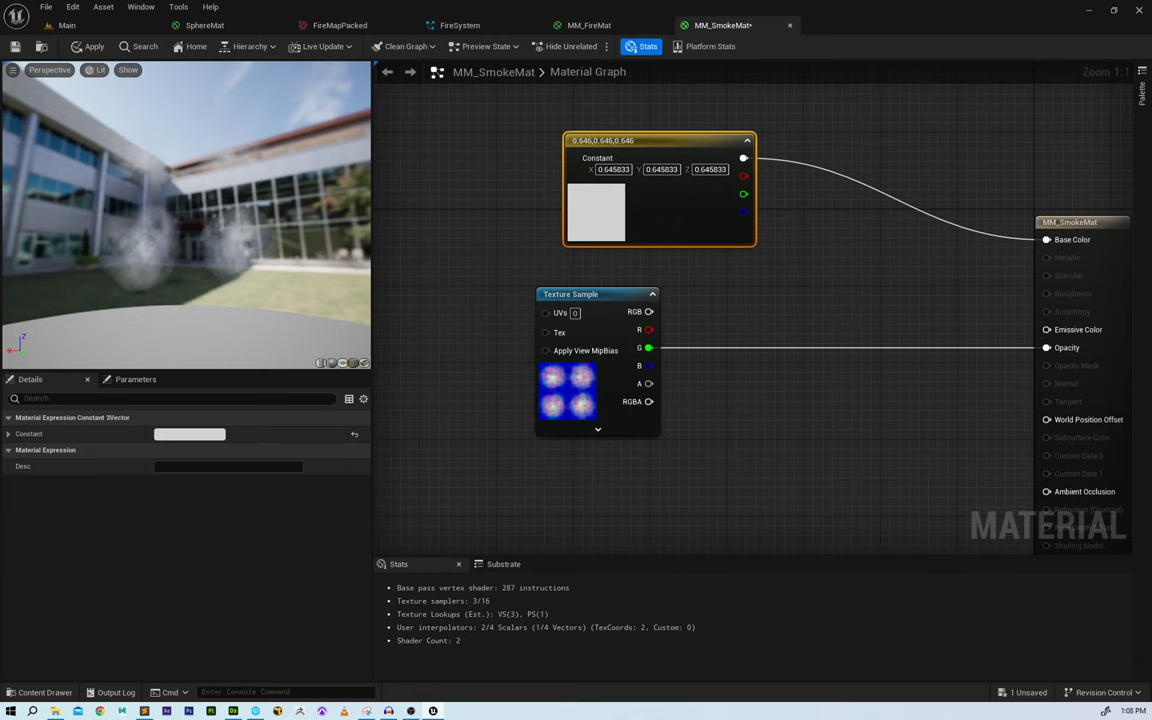 File Edit Asset Window Tools Help
Main SphereMat FireMapPacked FireSystem MM_FireMat MM_SmokeMat•
Apply Search Home Hierarchy Live Update Clean Graph Preview State Hide Unrelated Stats Platform Stats
Perspective Lit Show
MM_SmokeMat > Material Graph
Zoom 1:1
Palette
0.646,0.646,0.646
Constant
X 0.645833 Y 0.645833 Z 0.645833
Texture Sample
UVs 0
Tex
Apply View MipBias
RGB
R
G
B
A
RGBA
MM_SmokeMat
Base Color
Metallic
Specular
Roughness
Anisotropy
Emissive Color
Opacity
Opacity Mask
Normal
Tangent
World Position Offset
Subsurface Color
Custom Data 0
Custom Data 1
Ambient Occlusion
Shading Model
MATERIAL
Z
X
Details Parameters
Search
Material Expression Constant 3Vector
Constant
Material Expression
Desc
Stats Substrate
Base pass vertex shader: 287 instructions
Texture samplers: 3/16
Texture Lookups (Est.): VS(3), PS(1)
User interpolators: 2/4 Scalars (1/4 Vectors) (TexCoords: 2, Custom: 0)
Shader Count: 2
Content Drawer Output Log Cmd Enter Console Command 1 Unsaved Revision Control
1:08 PM